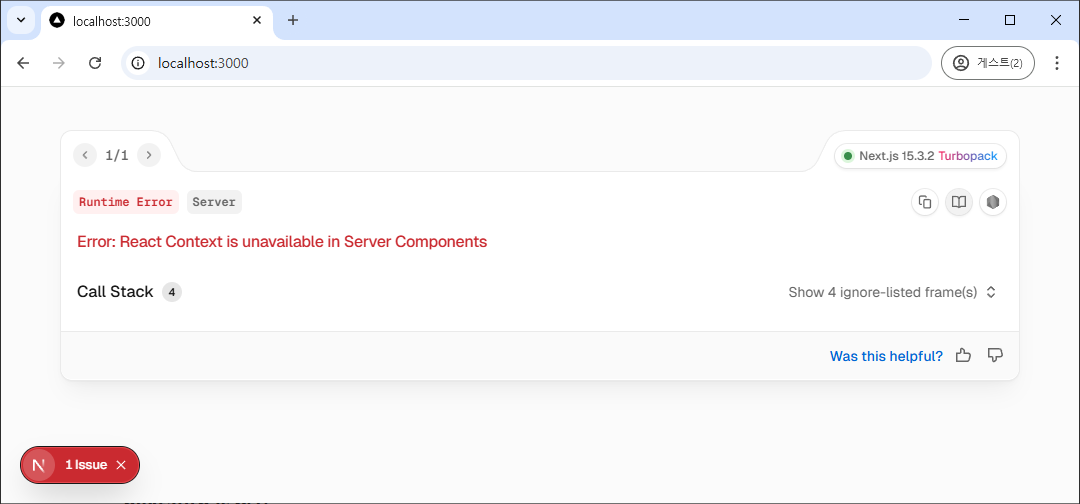 localhost:3000
localhost:3000
게스트(2)
1/1
Next.js 15.3.2 Turbopack
Runtime Error Server
Error: React Context is unavailable in Server Components
Call Stack 4
Show 4 ignore-listed frame(s)
Was this helpful?
N 1 Issue